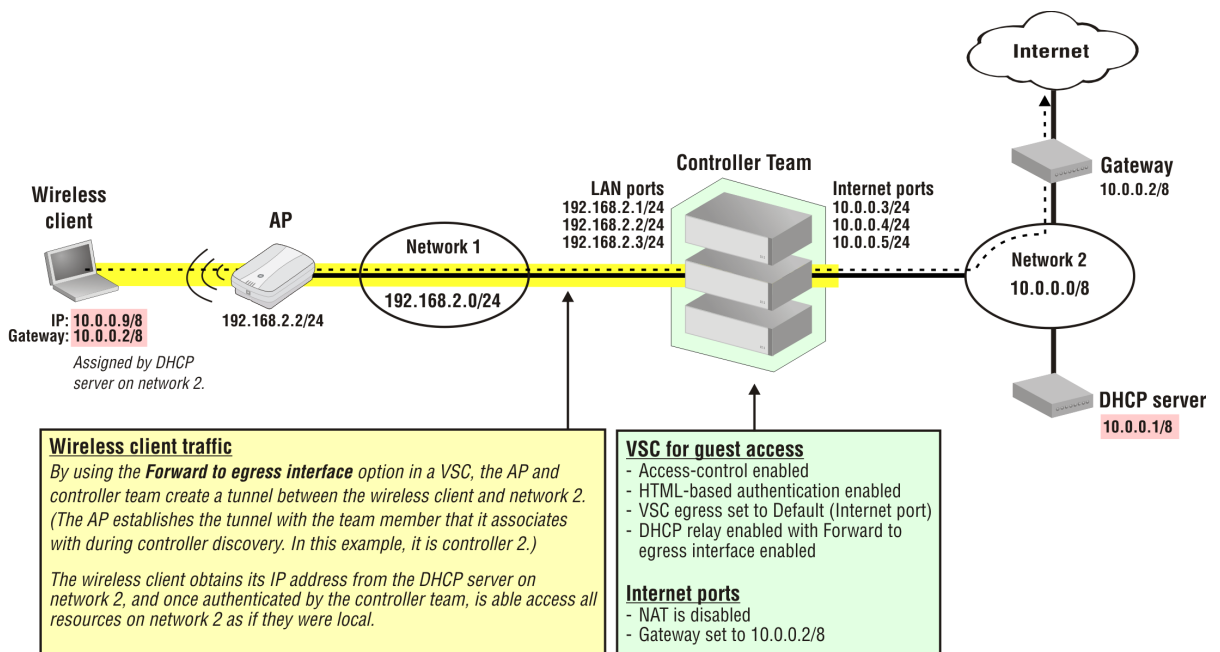 Internet
Gateway
10.0.0.2/8
Controller Team
LAN ports
192.168.2.1/24
192.168.2.2/24
192.168.2.3/24
Internet ports
10.0.0.3/24
10.0.0.4/24
10.0.0.5/24
Wireless
client
AP
Network 1
192.168.2.0/24
Network 2
10.0.0.0/8
IP: 10.0.0.9/8
Gateway: 10.0.0.2/8
192.168.2.2/24
Assigned by DHCP
server on network 2.
DHCP server
10.0.0.1/8
Wireless client traffic
By using the Forward to egress interface option in a VSC, the AP and
controller team create a tunnel between the wireless client and network 2.
(The AP establishes the tunnel with the team member that it associates
with during controller discovery. In this example, it is controller 2.)
The wireless client obtains its IP address from the DHCP server on
network 2, and once authenticated by the controller team, is able access all
resources on network 2 as if they were local.
VSC for guest access
- Access-control enabled
- HTML-based authentication enabled
- VSC egress set to Default (Internet port)
- DHCP relay enabled with Forward to
egress interface enabled
Internet ports
- NAT is disabled
- Gateway set to 10.0.0.2/8